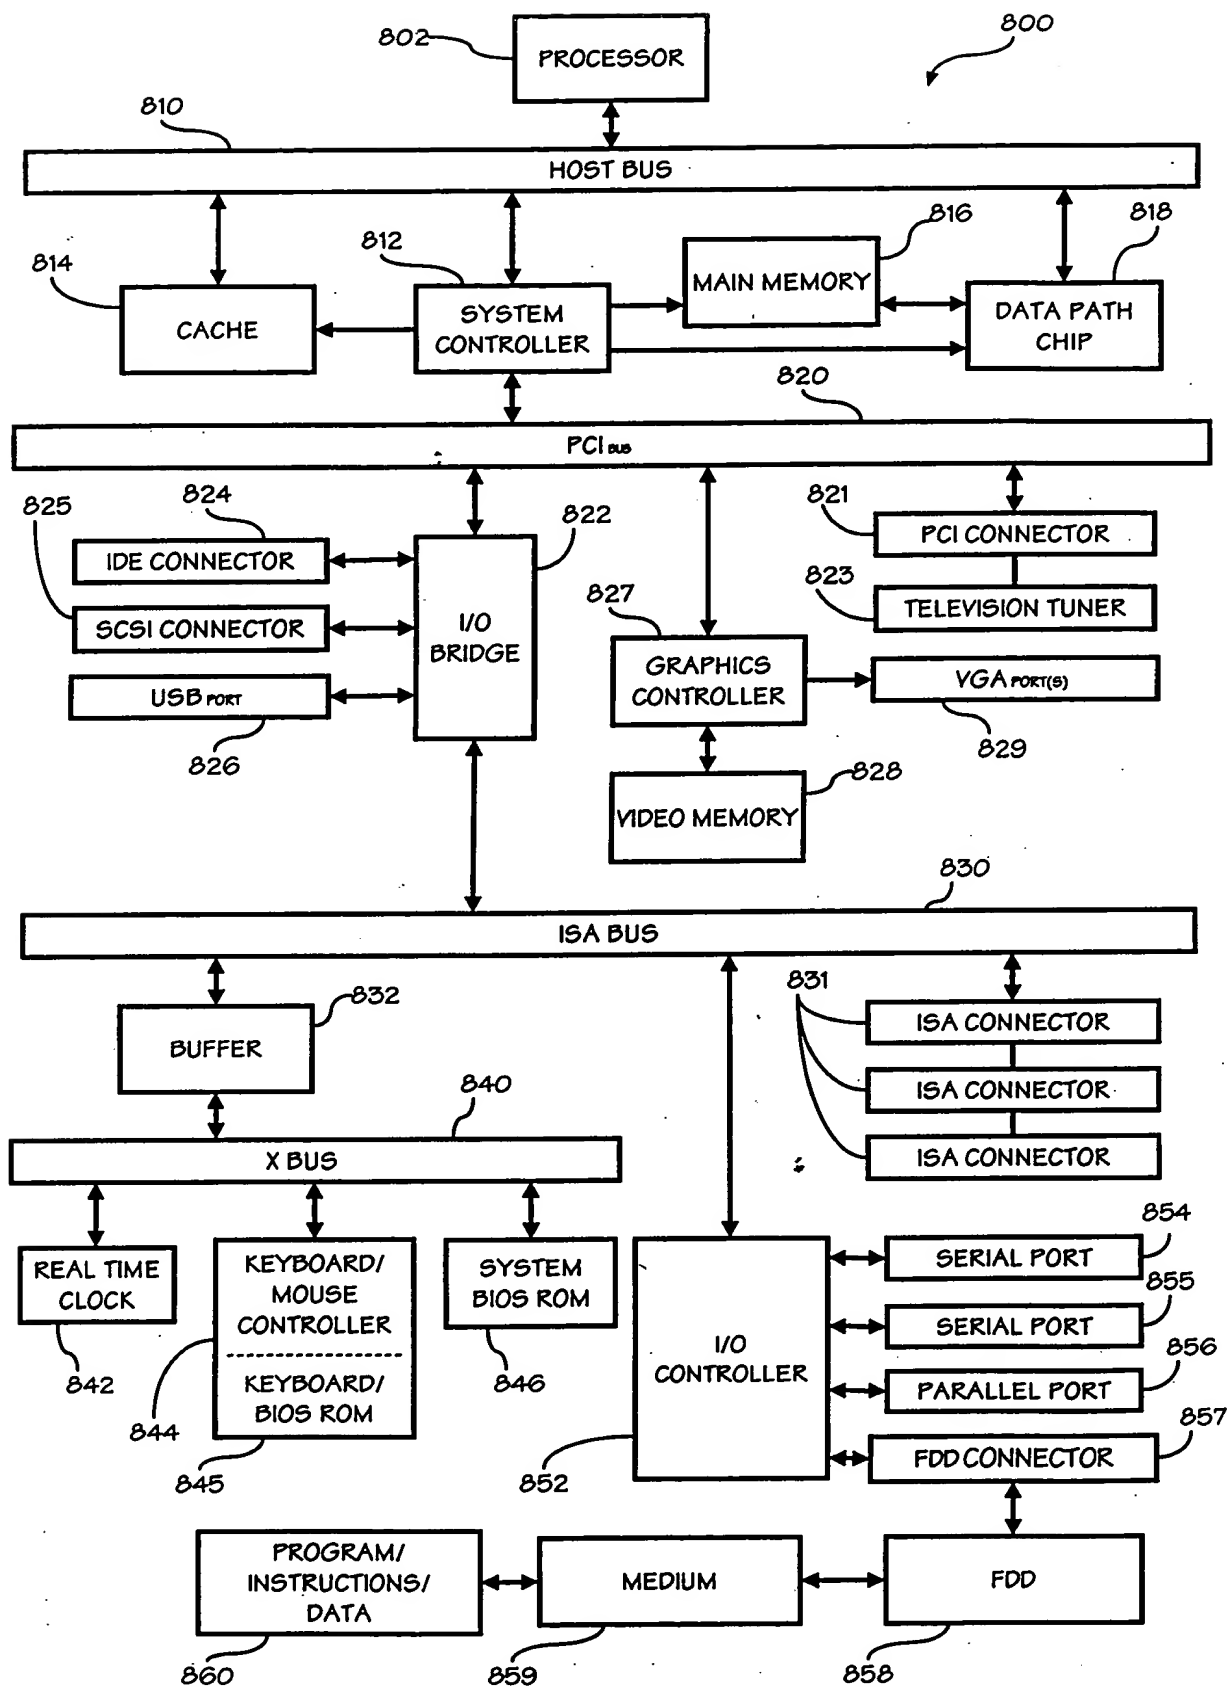 802
PROCESSOR
800
810
HOST BUS
812
816
818
814
CACHE
SYSTEM
CONTROLLER
MAIN MEMORY
DATA PATH
CHIP
820
PCI BUS
825
824
822
821
IDE CONNECTOR
PCI CONNECTOR
827
823
SCSI CONNECTOR
I/O
BRIDGE
TELEVISION TUNER
USB PORT
GRAPHICS
CONTROLLER
VGA PORT(S)
826
829
828
VIDEO MEMORY
830
ISA BUS
832
831
BUFFER
ISA CONNECTOR
ISA CONNECTOR
ISA CONNECTOR
840
X BUS
854
REAL TIME
CLOCK
KEYBOARD/
MOUSE
CONTROLLER
SYSTEM
BIOS ROM
SERIAL PORT
855
SERIAL PORT
I/O
CONTROLLER
856
842
KEYBOARD/
BIOS ROM
846
PARALLEL PORT
844
857
FDD CONNECTOR
845
852
PROGRAM/
INSTRUCTIONS/
DATA
MEDIUM
FDD
860
859
858